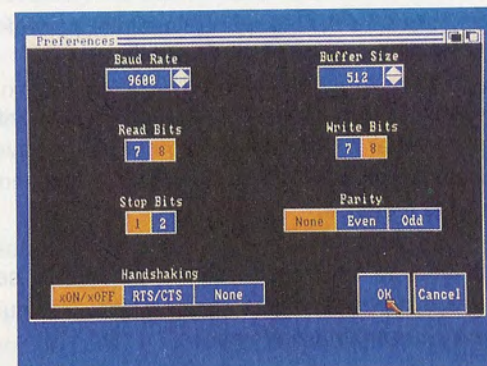 Preferences
Baud Rate
9600
Buffer Size
512
Read Bits
7 8
Write Bits
7 8
Stop Bits
1 2
Parity
None Even Odd
Handshaking
xON/xOFF RTS/CTS None
OK Cancel